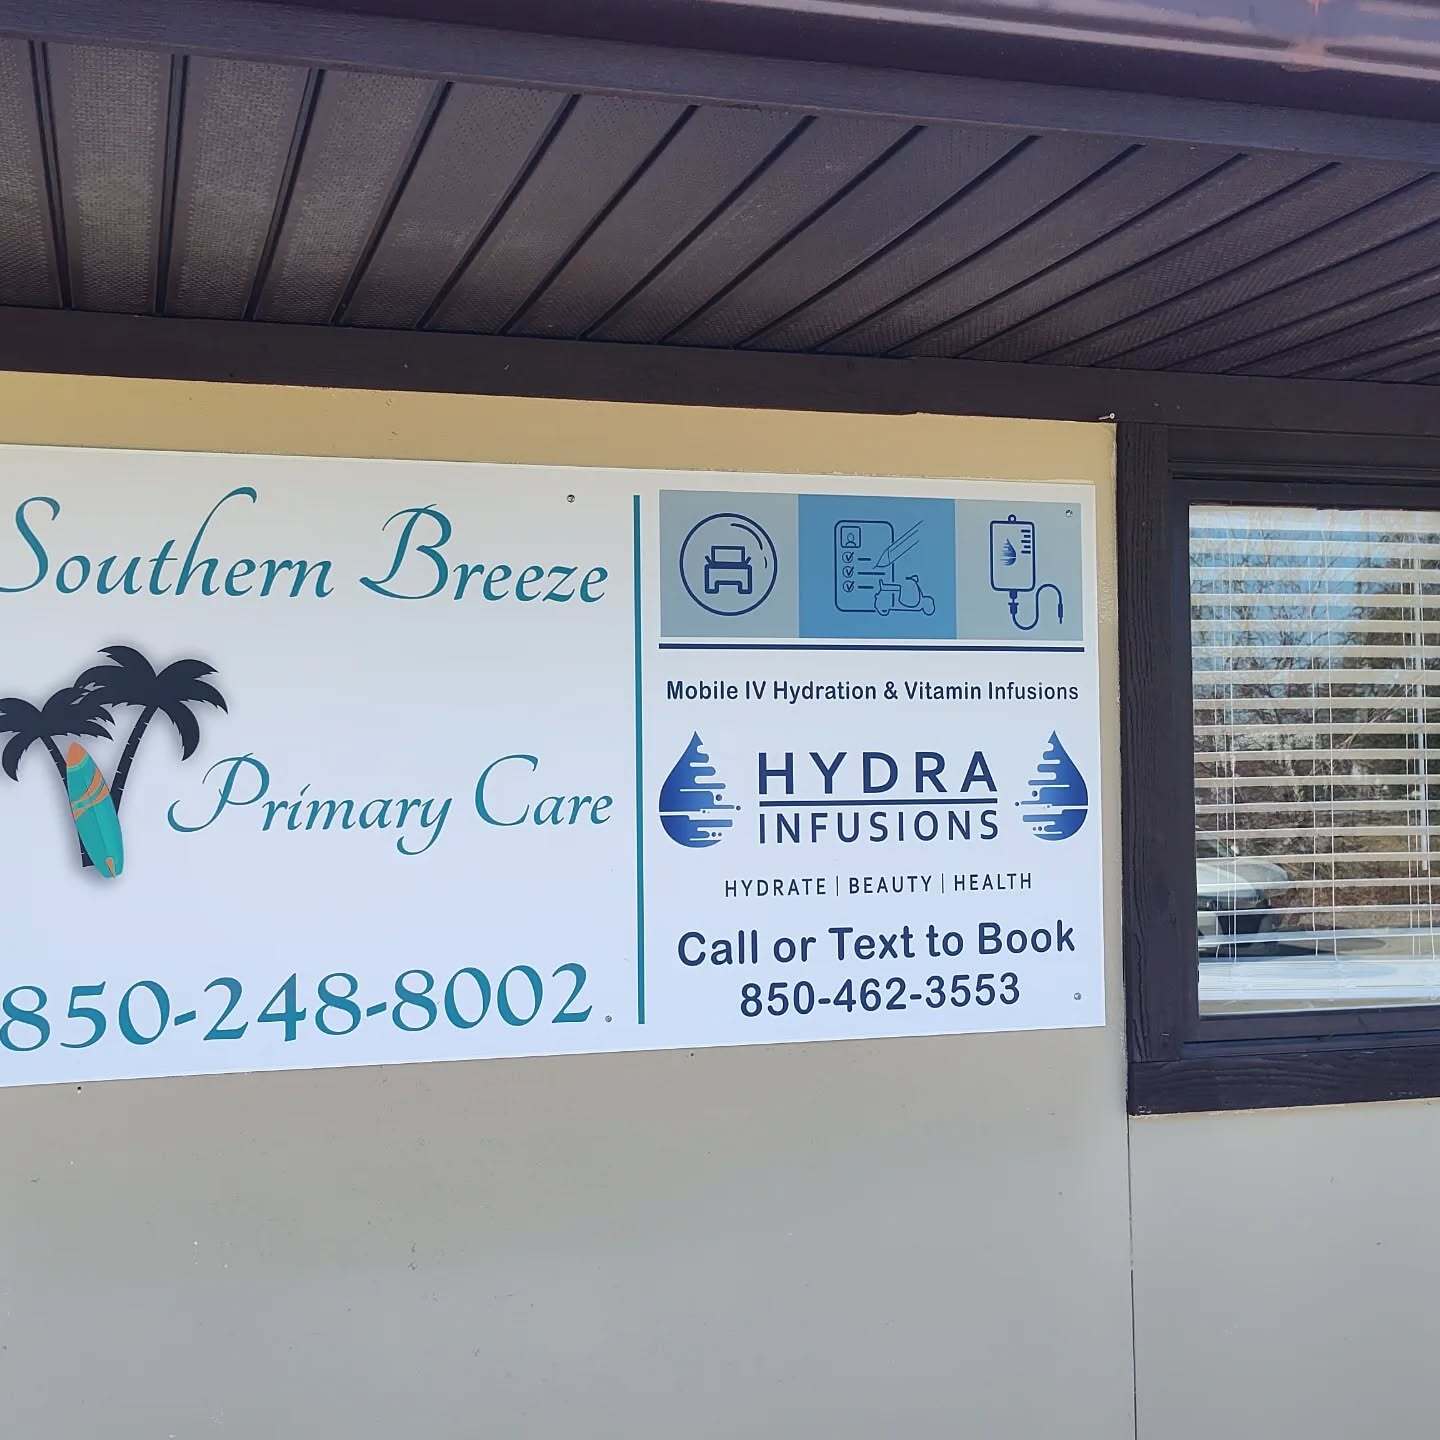 Southern Breeze
Primary Care
850-248-8002
Mobile IV Hydration & Vitamin Infusions
HYDRA
INFUSIONS
HYDRATE | BEAUTY | HEALTH
Call or Text to Book
850-462-3553